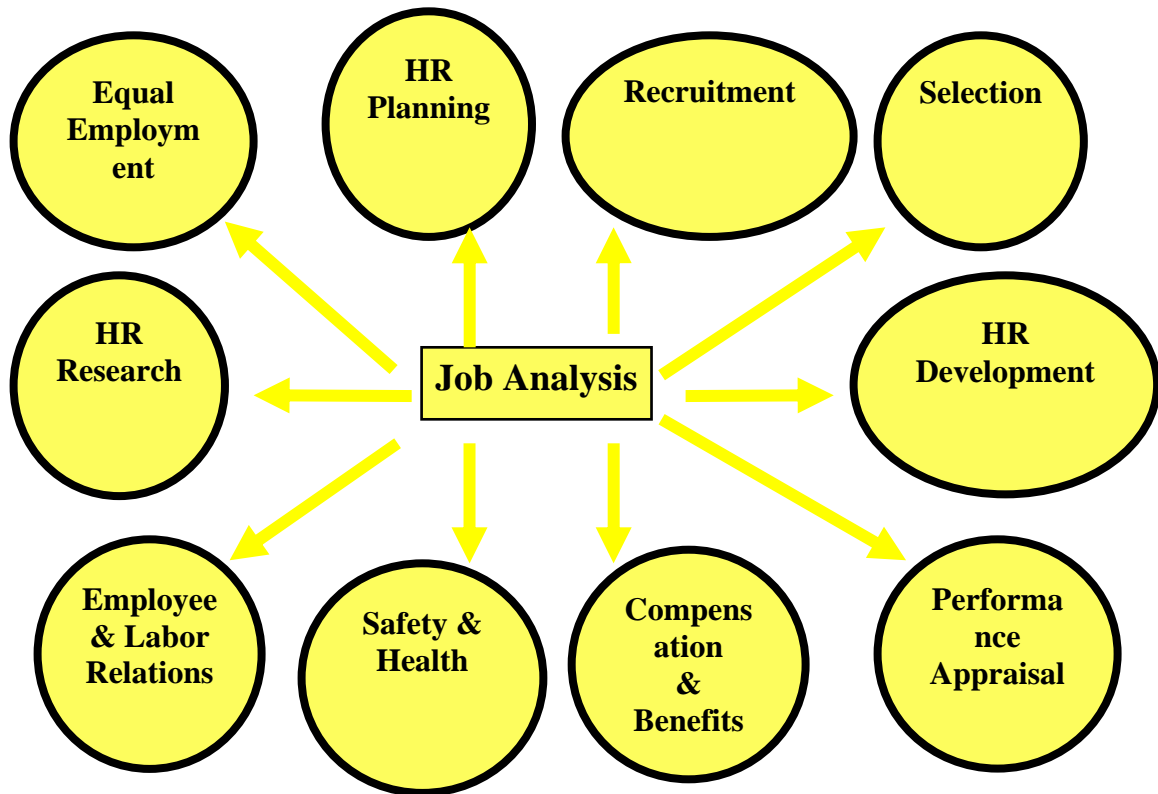 Equal
Employm
ent
HR
Planning
Recruitment
Selection
HR
Research
Job Analysis
HR
Development
Employee
& Labor
Relations
Safety &
Health
Compens
ation
&
Benefits
Performa
nce
Appraisal